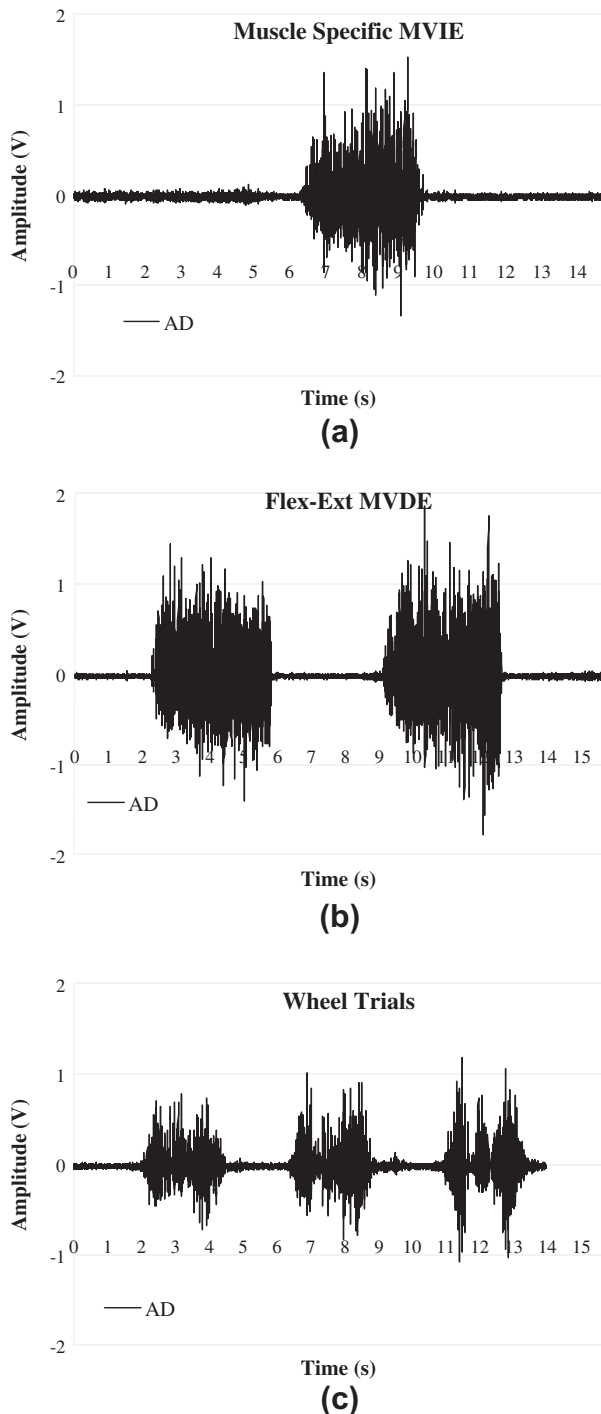 Muscle Specific MVIE
2
1
0
-1
-2
Amplitude (V)
0 1 2 3 4 5 6 7 8 9 10 11 12 13 14
AD
Time (s)
(a)
Flex-Ext MVDE
2
1
0
-1
-2
Amplitude (V)
0 1 2 3 4 5 6 7 8 9 10 11 12 13 14 15
AD
Time (s)
(b)
Wheel Trials
2
1
0
-1
-2
Amplitude (V)
0 1 2 3 4 5 6 7 8 9 10 11 12 13 14 15
AD
Time (s)
(c)